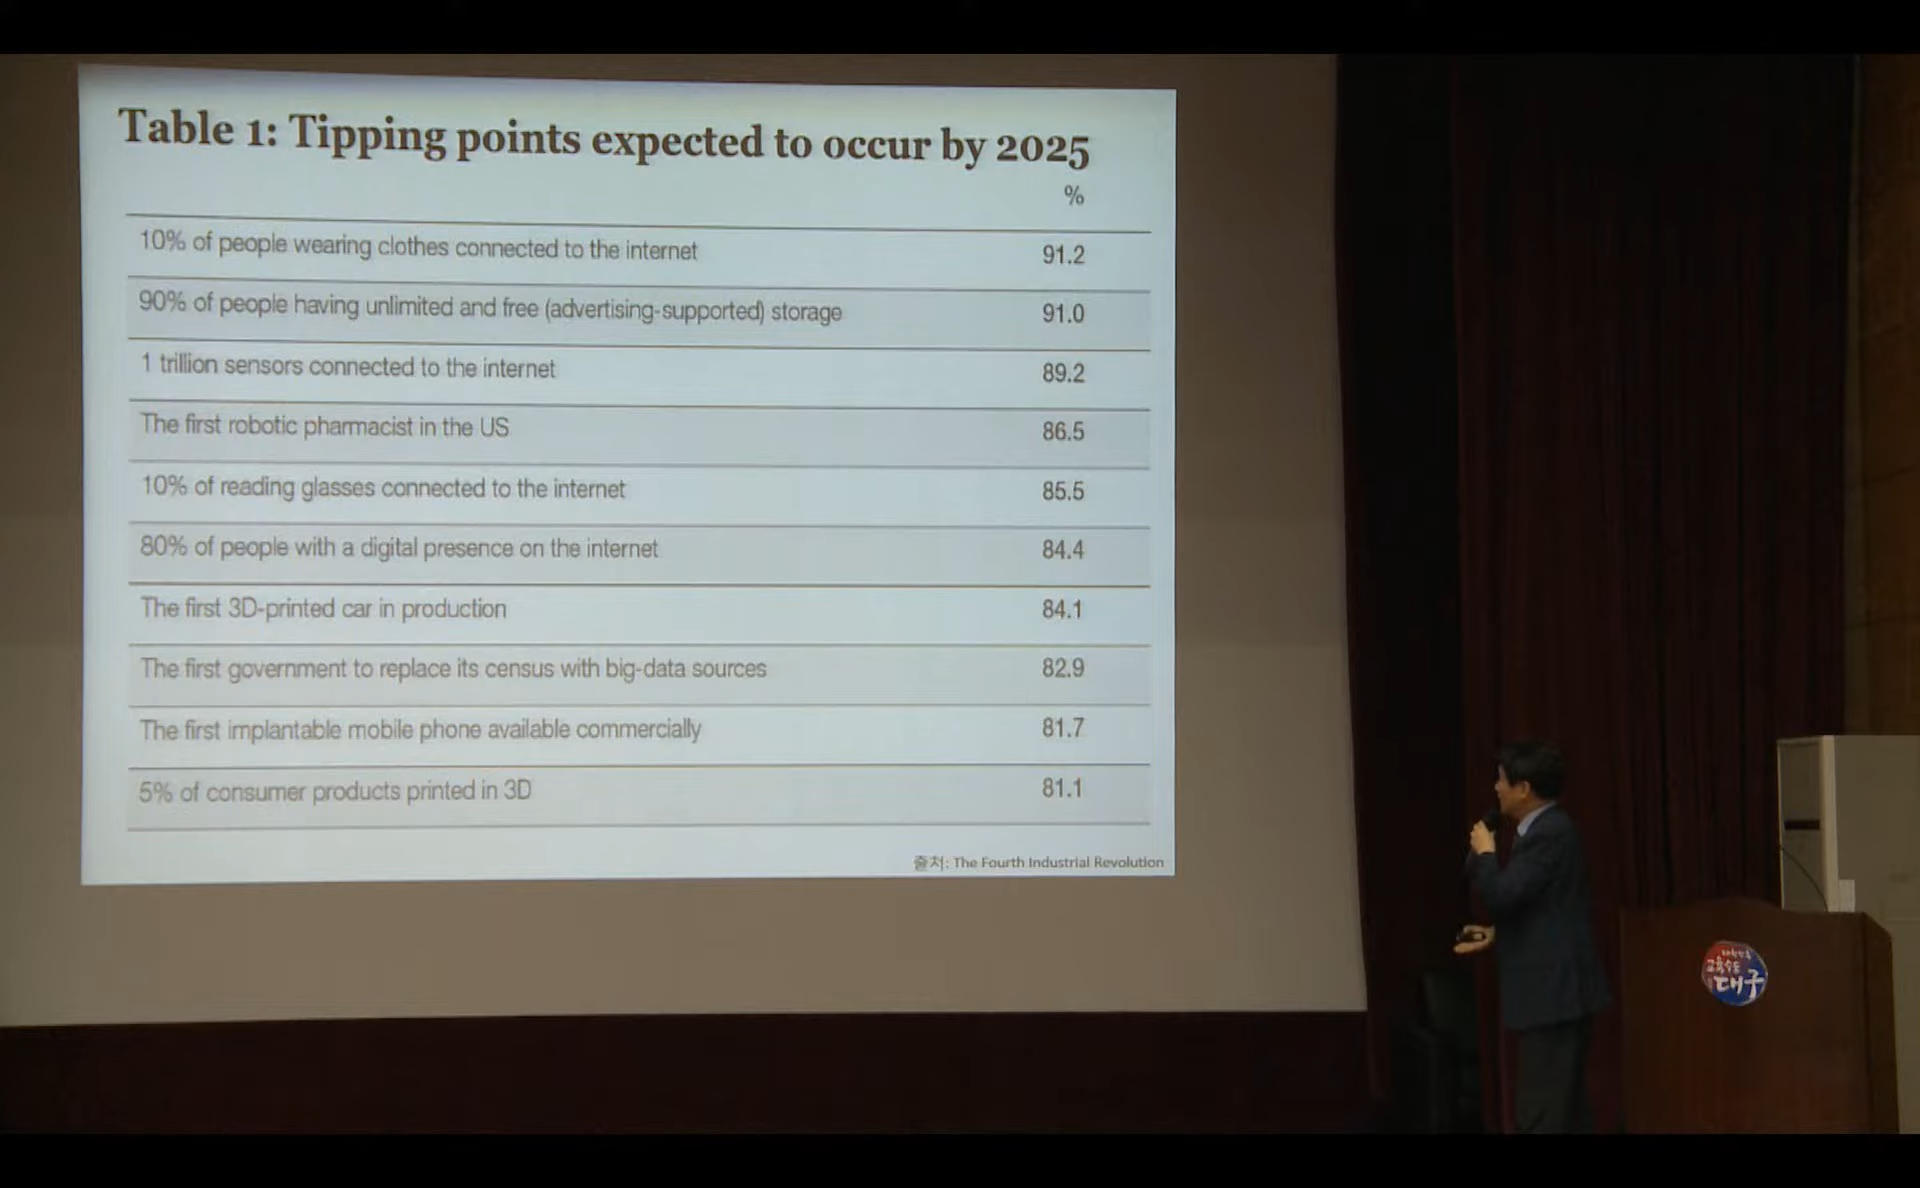 Table 1: Tipping points expected to occur by 2025
%
10% of people wearing clothes connected to the internet 91.2
90% of people having unlimited and free (advertising-supported) storage 91.0
1 trillion sensors connected to the internet 89.2
The first robotic pharmacist in the US 86.5
10% of reading glasses connected to the internet 85.5
80% of people with a digital presence on the internet 84.4
The first 3D-printed car in production 84.1
The first government to replace its census with big-data sources 82.9
The first implantable mobile phone available commercially 81.7
5% of consumer products printed in 3D 81.1
출처: The Fourth Industrial Revolution
대구